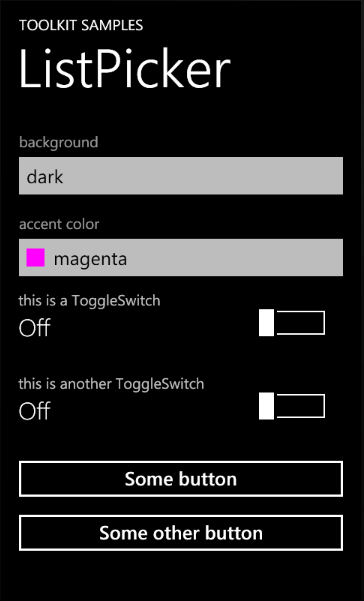 TOOLKIT SAMPLES
ListPicker
background
dark
accent color
magenta
this is a ToggleSwitch
Off
this is another ToggleSwitch
Off
Some button
Some other button